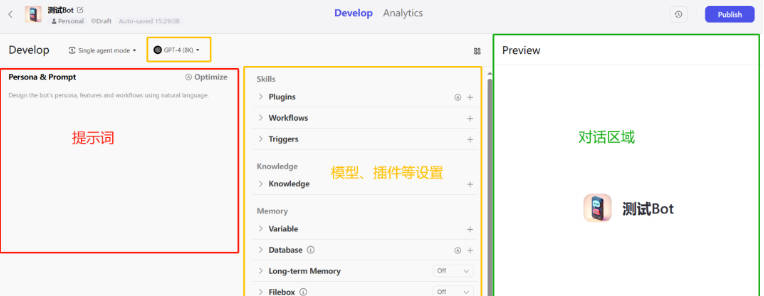 测试Bot
Personal Draft Auto-saved 15:29:08
Develop Analytics
Publish
Develop Single agent mode GPT-4 (8K)
Persona & Prompt Optimize
Design the bot's persona, features and workflows using natural language.
提示词
Skills
Plugins
Workflows
Triggers
Knowledge
Knowledge
模型、插件等设置
Memory
Variable
Database
Long-term Memory Off
Filebox Off
Preview
对话区域
测试Bot